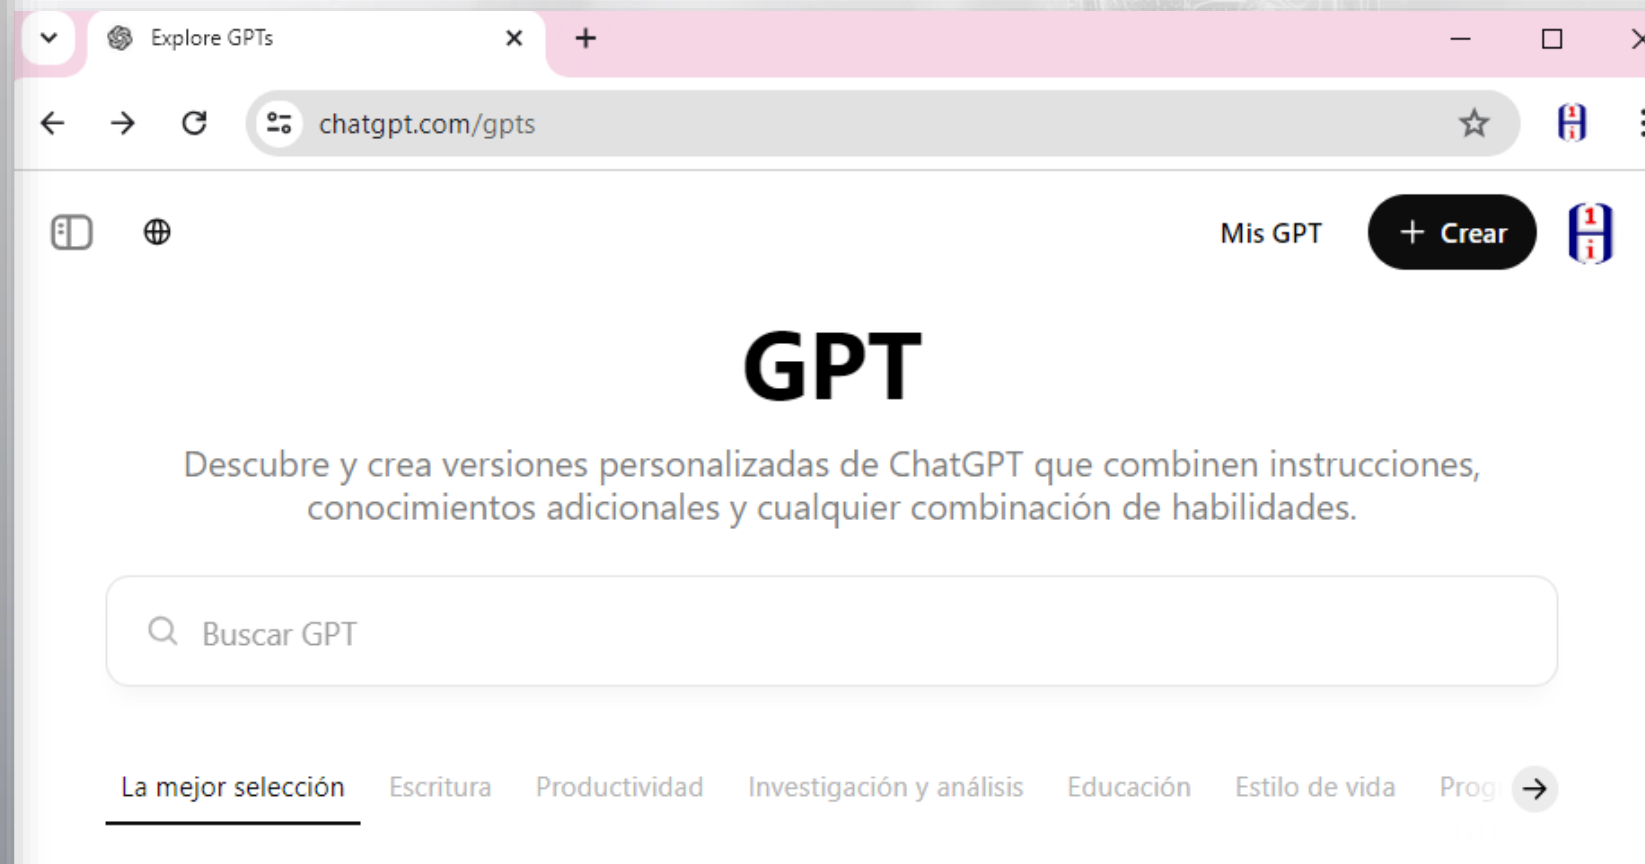 Explore GPTs
chatgpt.com/gpts
Mis GPT
+ Crear
GPT
Descubre y crea versiones personalizadas de ChatGPT que combinen instrucciones,
conocimientos adicionales y cualquier combinación de habilidades.
Buscar GPT
La mejor selección Escritura Productividad Investigación y análisis Educación Estilo de vida